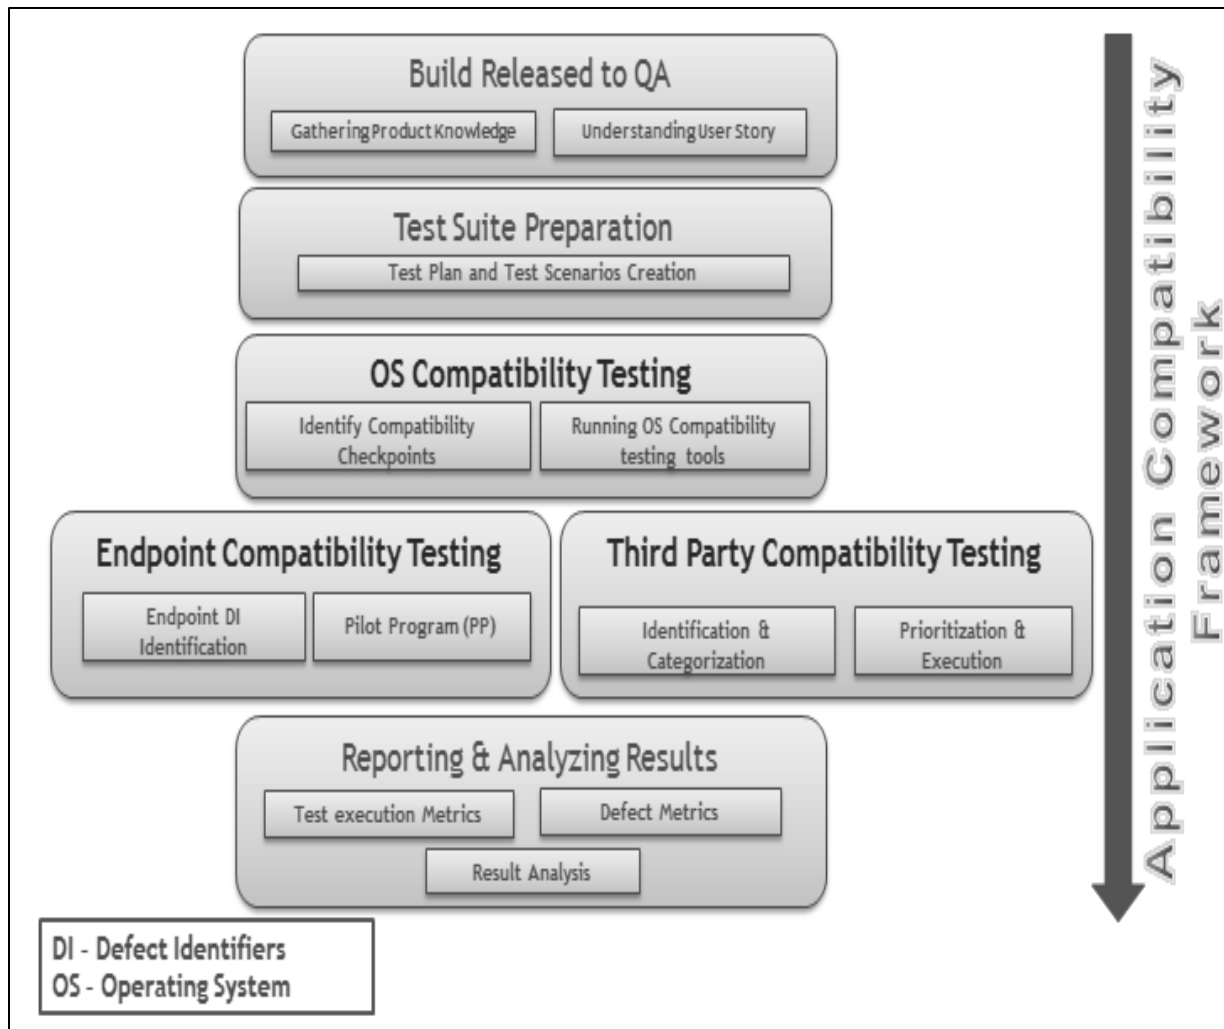 Build Released to QA
Gathering Product Knowledge
Understanding User Story
Test Suite Preparation
Test Plan and Test Scenarios Creation
OS Compatibility Testing
Identify Compatibility
Checkpoints
Running OS Compatibility
testing tools
Endpoint Compatibility Testing
Endpoint DI
Identification
Pilot Program (PP)
Third Party Compatibility Testing
Identification &
Categorization
Prioritization &
Execution
Reporting & Analyzing Results
Test execution Metrics
Defect Metrics
Result Analysis
Application Compatibility
Framework
DI - Defect Identifiers
OS - Operating System